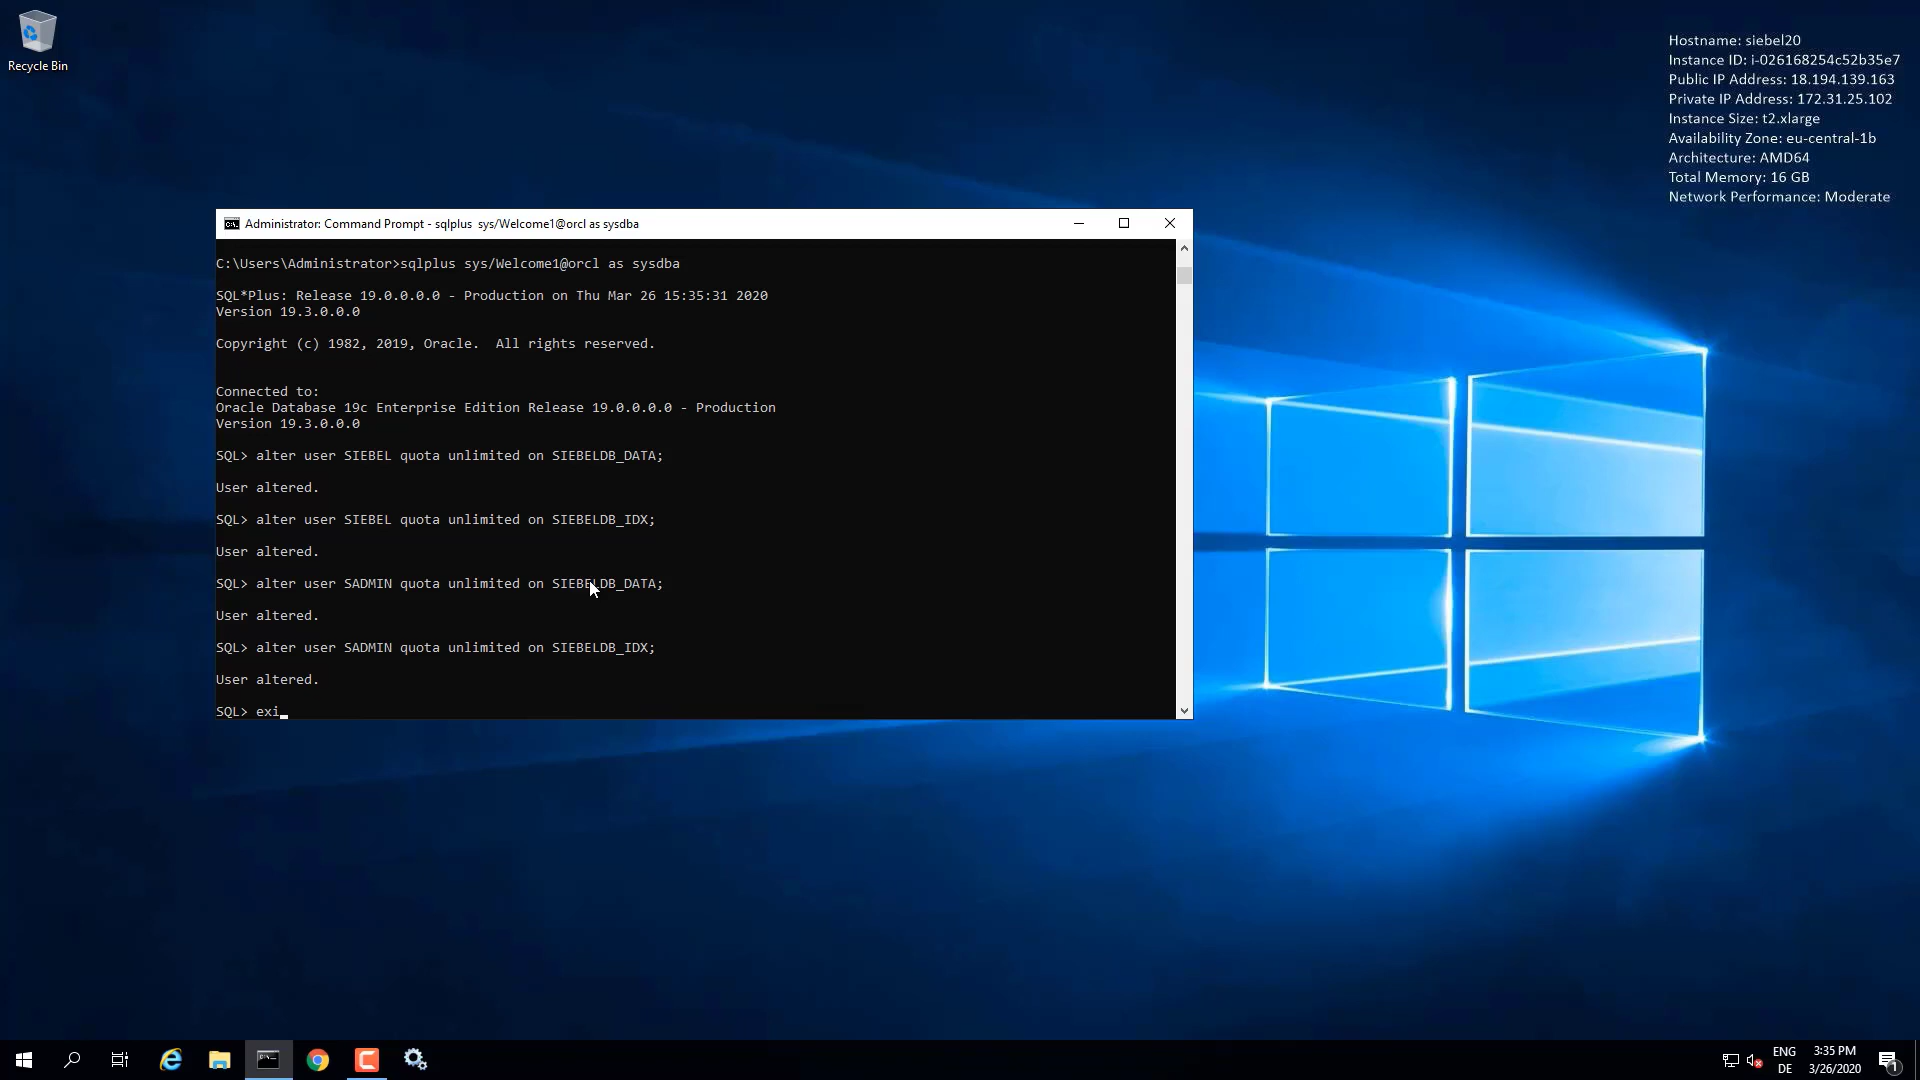 Recycle Bin
Hostname: siebel20
Instance ID: i-026168254c52b35e7
Public IP Address: 18.194.139.163
Private IP Address: 172.31.25.102
Instance Size: t2.xlarge
Availability Zone: eu-central-1b
Architecture: AMD64
Total Memory: 16 GB
Network Performance: Moderate
Administrator: Command Prompt - sqlplus  sys/Welcome1@orcl as sysdba
C:\Users\Administrator>sqlplus sys/Welcome1@orcl as sysdba
SQL*Plus: Release 19.0.0.0.0 - Production on Thu Mar 26 15:35:31 2020
Version 19.3.0.0.0
Copyright (c) 1982, 2019, Oracle.  All rights reserved.
Connected to:
Oracle Database 19c Enterprise Edition Release 19.0.0.0.0 - Production
Version 19.3.0.0.0
SQL> alter user SIEBEL quota unlimited on SIEBELDB_DATA;
User altered.
SQL> alter user SIEBEL quota unlimited on SIEBELDB_IDX;
User altered.
SQL> alter user SADMIN quota unlimited on SIEBELDB_DATA;
User altered.
SQL> alter user SADMIN quota unlimited on SIEBELDB_IDX;
User altered.
SQL> exi
ENG
DE
3:35 PM
3/26/2020
1